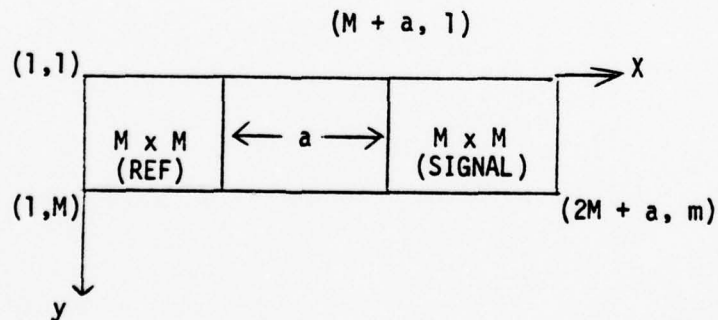 (M + a, 1)
(1,1)
X
M x M
(REF)
a
M x M
(SIGNAL)
(1,M)
(2M + a, m)
y